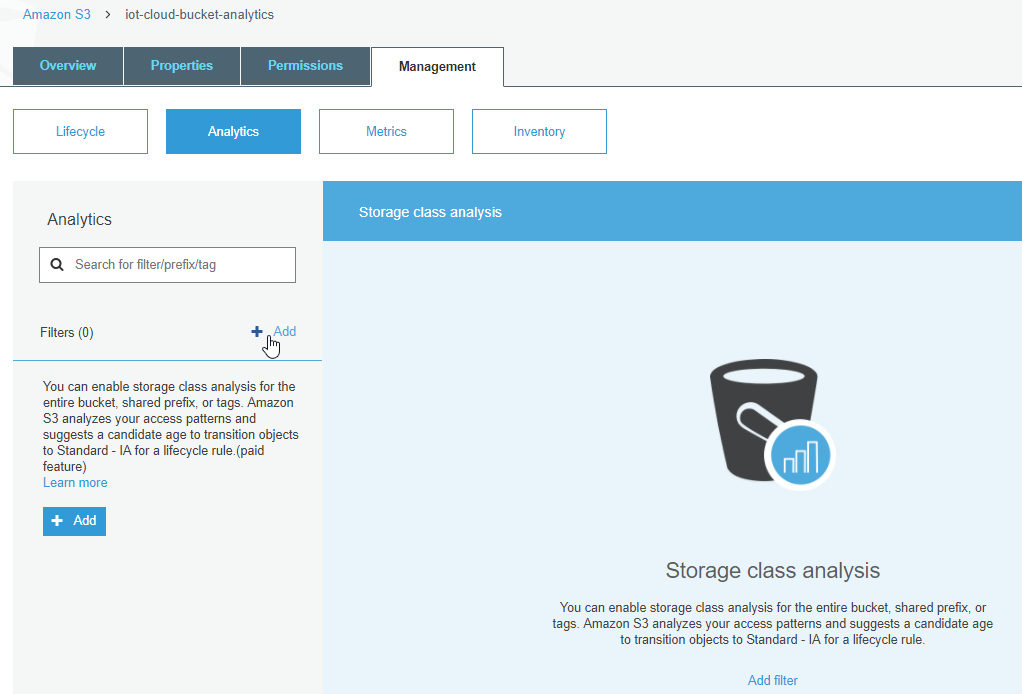 Amazon S3 > iot-cloud-bucket-analytics
Overview Properties Permissions Management
Lifecycle Analytics Metrics Inventory
Analytics
Search for filter/prefix/tag
Filters (0) + Add
You can enable storage class analysis for the
entire bucket, shared prefix, or tags. Amazon
S3 analyzes your access patterns and
suggests a candidate age to transition objects
to Standard - IA for a lifecycle rule.(paid
feature)
Learn more
+ Add
Storage class analysis
Storage class analysis
You can enable storage class analysis for the entire bucket, shared prefix, or
tags. Amazon S3 analyzes your access patterns and suggests a candidate age
to transition objects to Standard - IA for a lifecycle rule.
Add filter